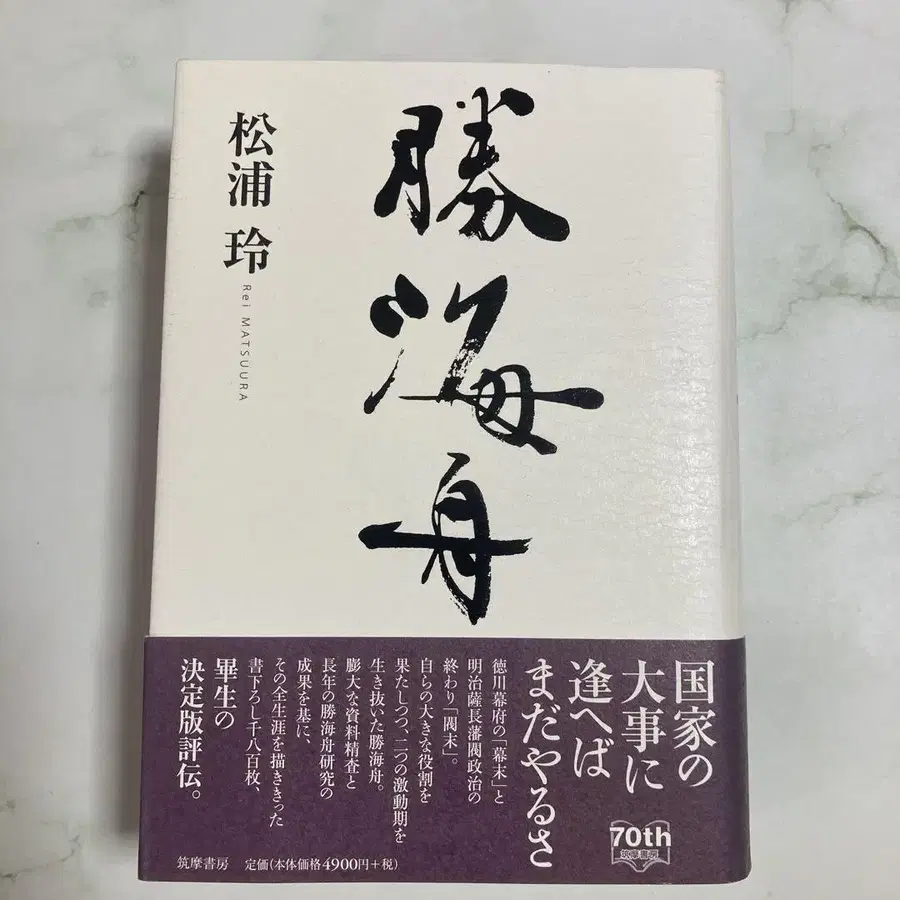 勝海舟
松浦 玲
Rei MATSUURA
国家の
大事に
逢へば
まだやるさ
徳川幕府の「幕末」と
明治薩長藩閥政治の
終わり「閥末」。
自らの大きな役割を
果たしつつ、二つの激動期を
生き抜いた勝海舟。
膨大な資料精査と
長年の勝海舟研究の
成果を基に、
その全生涯を描ききった
書下ろし千八百枚、
畢生の
決定版評伝。
70th
筑摩書房
筑摩書房 定価(本体価格4900円+税)